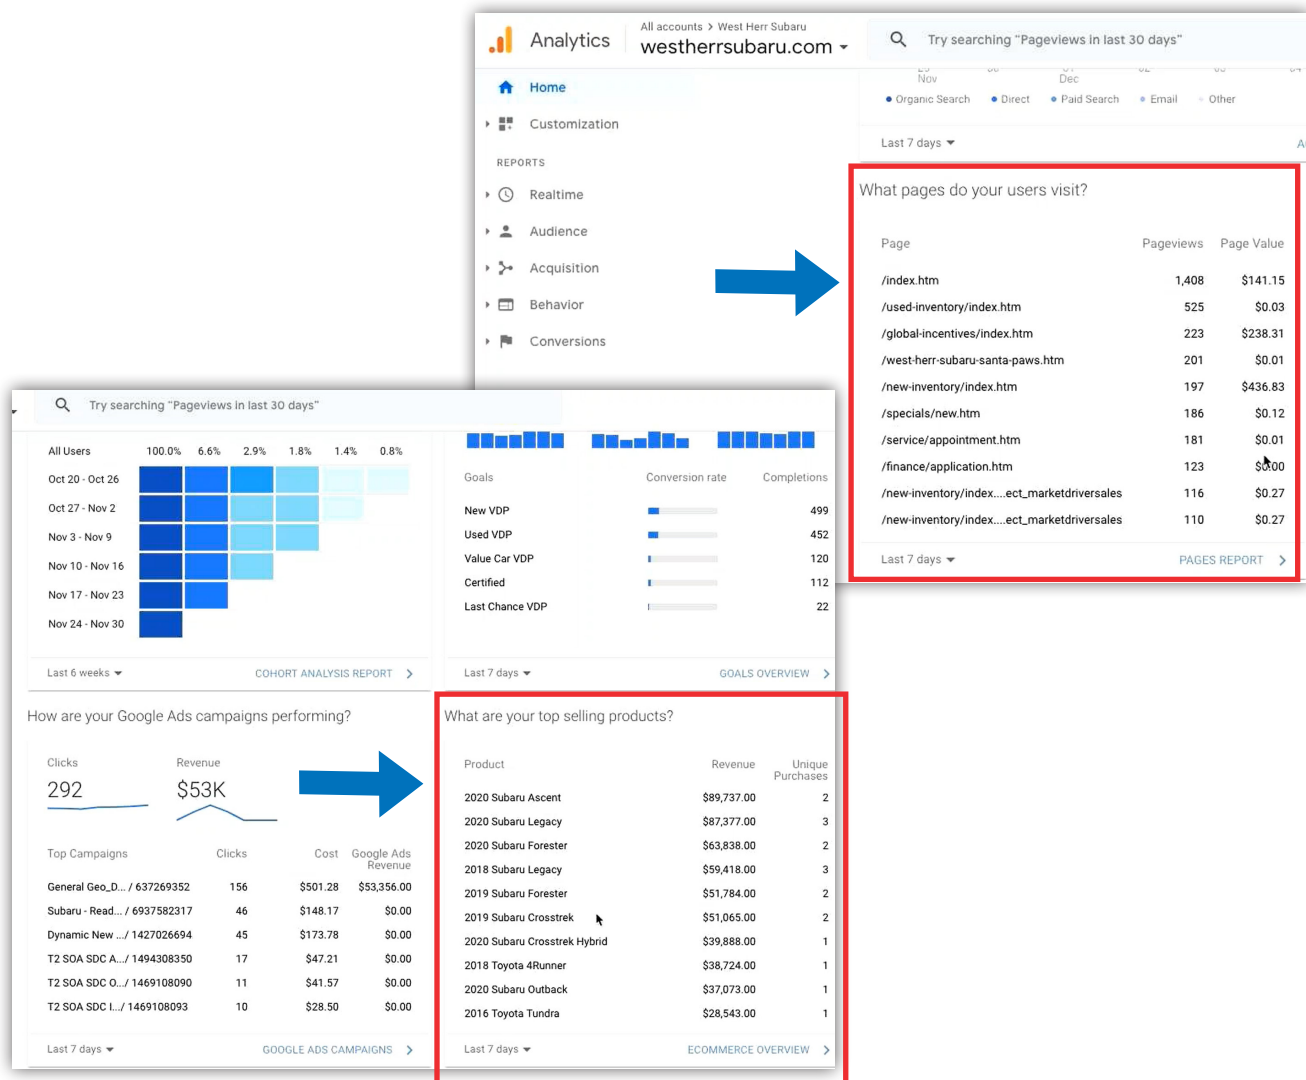 All accounts > West Herr Subaru
Analytics
westherrsubaru.com
Try searching "Pageviews in last 30 days"
Home
Customization
REPORTS
Realtime
Audience
Acquisition
Behavior
Conversions
Nov Dec
Organic Search Direct Paid Search Email Other
Last 7 days
What pages do your users visit?
Page Pageviews Page Value
/index.htm 1,408 $141.15
/used-inventory/index.htm 525 $0.03
/global-incentives/index.htm 223 $238.31
/west-herr-subaru-santa-paws.htm 201 $0.01
/new-inventory/index.htm 197 $436.83
/specials/new.htm 186 $0.12
/service/appointment.htm 181 $0.01
/finance/application.htm 123 $0.00
/new-inventory/index....ect_marketdriversales 116 $0.27
/new-inventory/index....ect_marketdriversales 110 $0.27
Last 7 days PAGES REPORT
Try searching "Pageviews in last 30 days"
All Users 100.0% 6.6% 2.9% 1.8% 1.4% 0.8%
Oct 20 - Oct 26
Oct 27 - Nov 2
Nov 3 - Nov 9
Nov 10 - Nov 16
Nov 17 - Nov 23
Nov 24 - Nov 30
Last 6 weeks COHORT ANALYSIS REPORT
Goals Conversion rate Completions
New VDP 499
Used VDP 452
Value Car VDP 120
Certified 112
Last Chance VDP 22
Last 7 days GOALS OVERVIEW
How are your Google Ads campaigns performing?
Clicks Revenue
292 $53K
Top Campaigns Clicks Cost Google Ads
Revenue
General Geo_D... / 637269352 156 $501.28 $53,356.00
Subaru - Read... / 6937582317 46 $148.17 $0.00
Dynamic New .../ 1427026694 45 $173.78 $0.00
T2 SOA SDC A.../ 1494308350 17 $47.21 $0.00
T2 SOA SDC O.../ 1469108090 11 $41.57 $0.00
T2 SOA SDC I.../ 1469108093 10 $28.50 $0.00
Last 7 days GOOGLE ADS CAMPAIGNS
What are your top selling products?
Product Revenue Unique
Purchases
2020 Subaru Ascent $89,737.00 2
2020 Subaru Legacy $87,377.00 3
2020 Subaru Forester $63,838.00 2
2018 Subaru Legacy $59,418.00 3
2019 Subaru Forester $51,784.00 2
2019 Subaru Crosstrek $51,065.00 2
2020 Subaru Crosstrek Hybrid $39,888.00 1
2018 Toyota 4Runner $38,724.00 1
2020 Subaru Outback $37,073.00 1
2016 Toyota Tundra $28,543.00 1
Last 7 days ECOMMERCE OVERVIEW